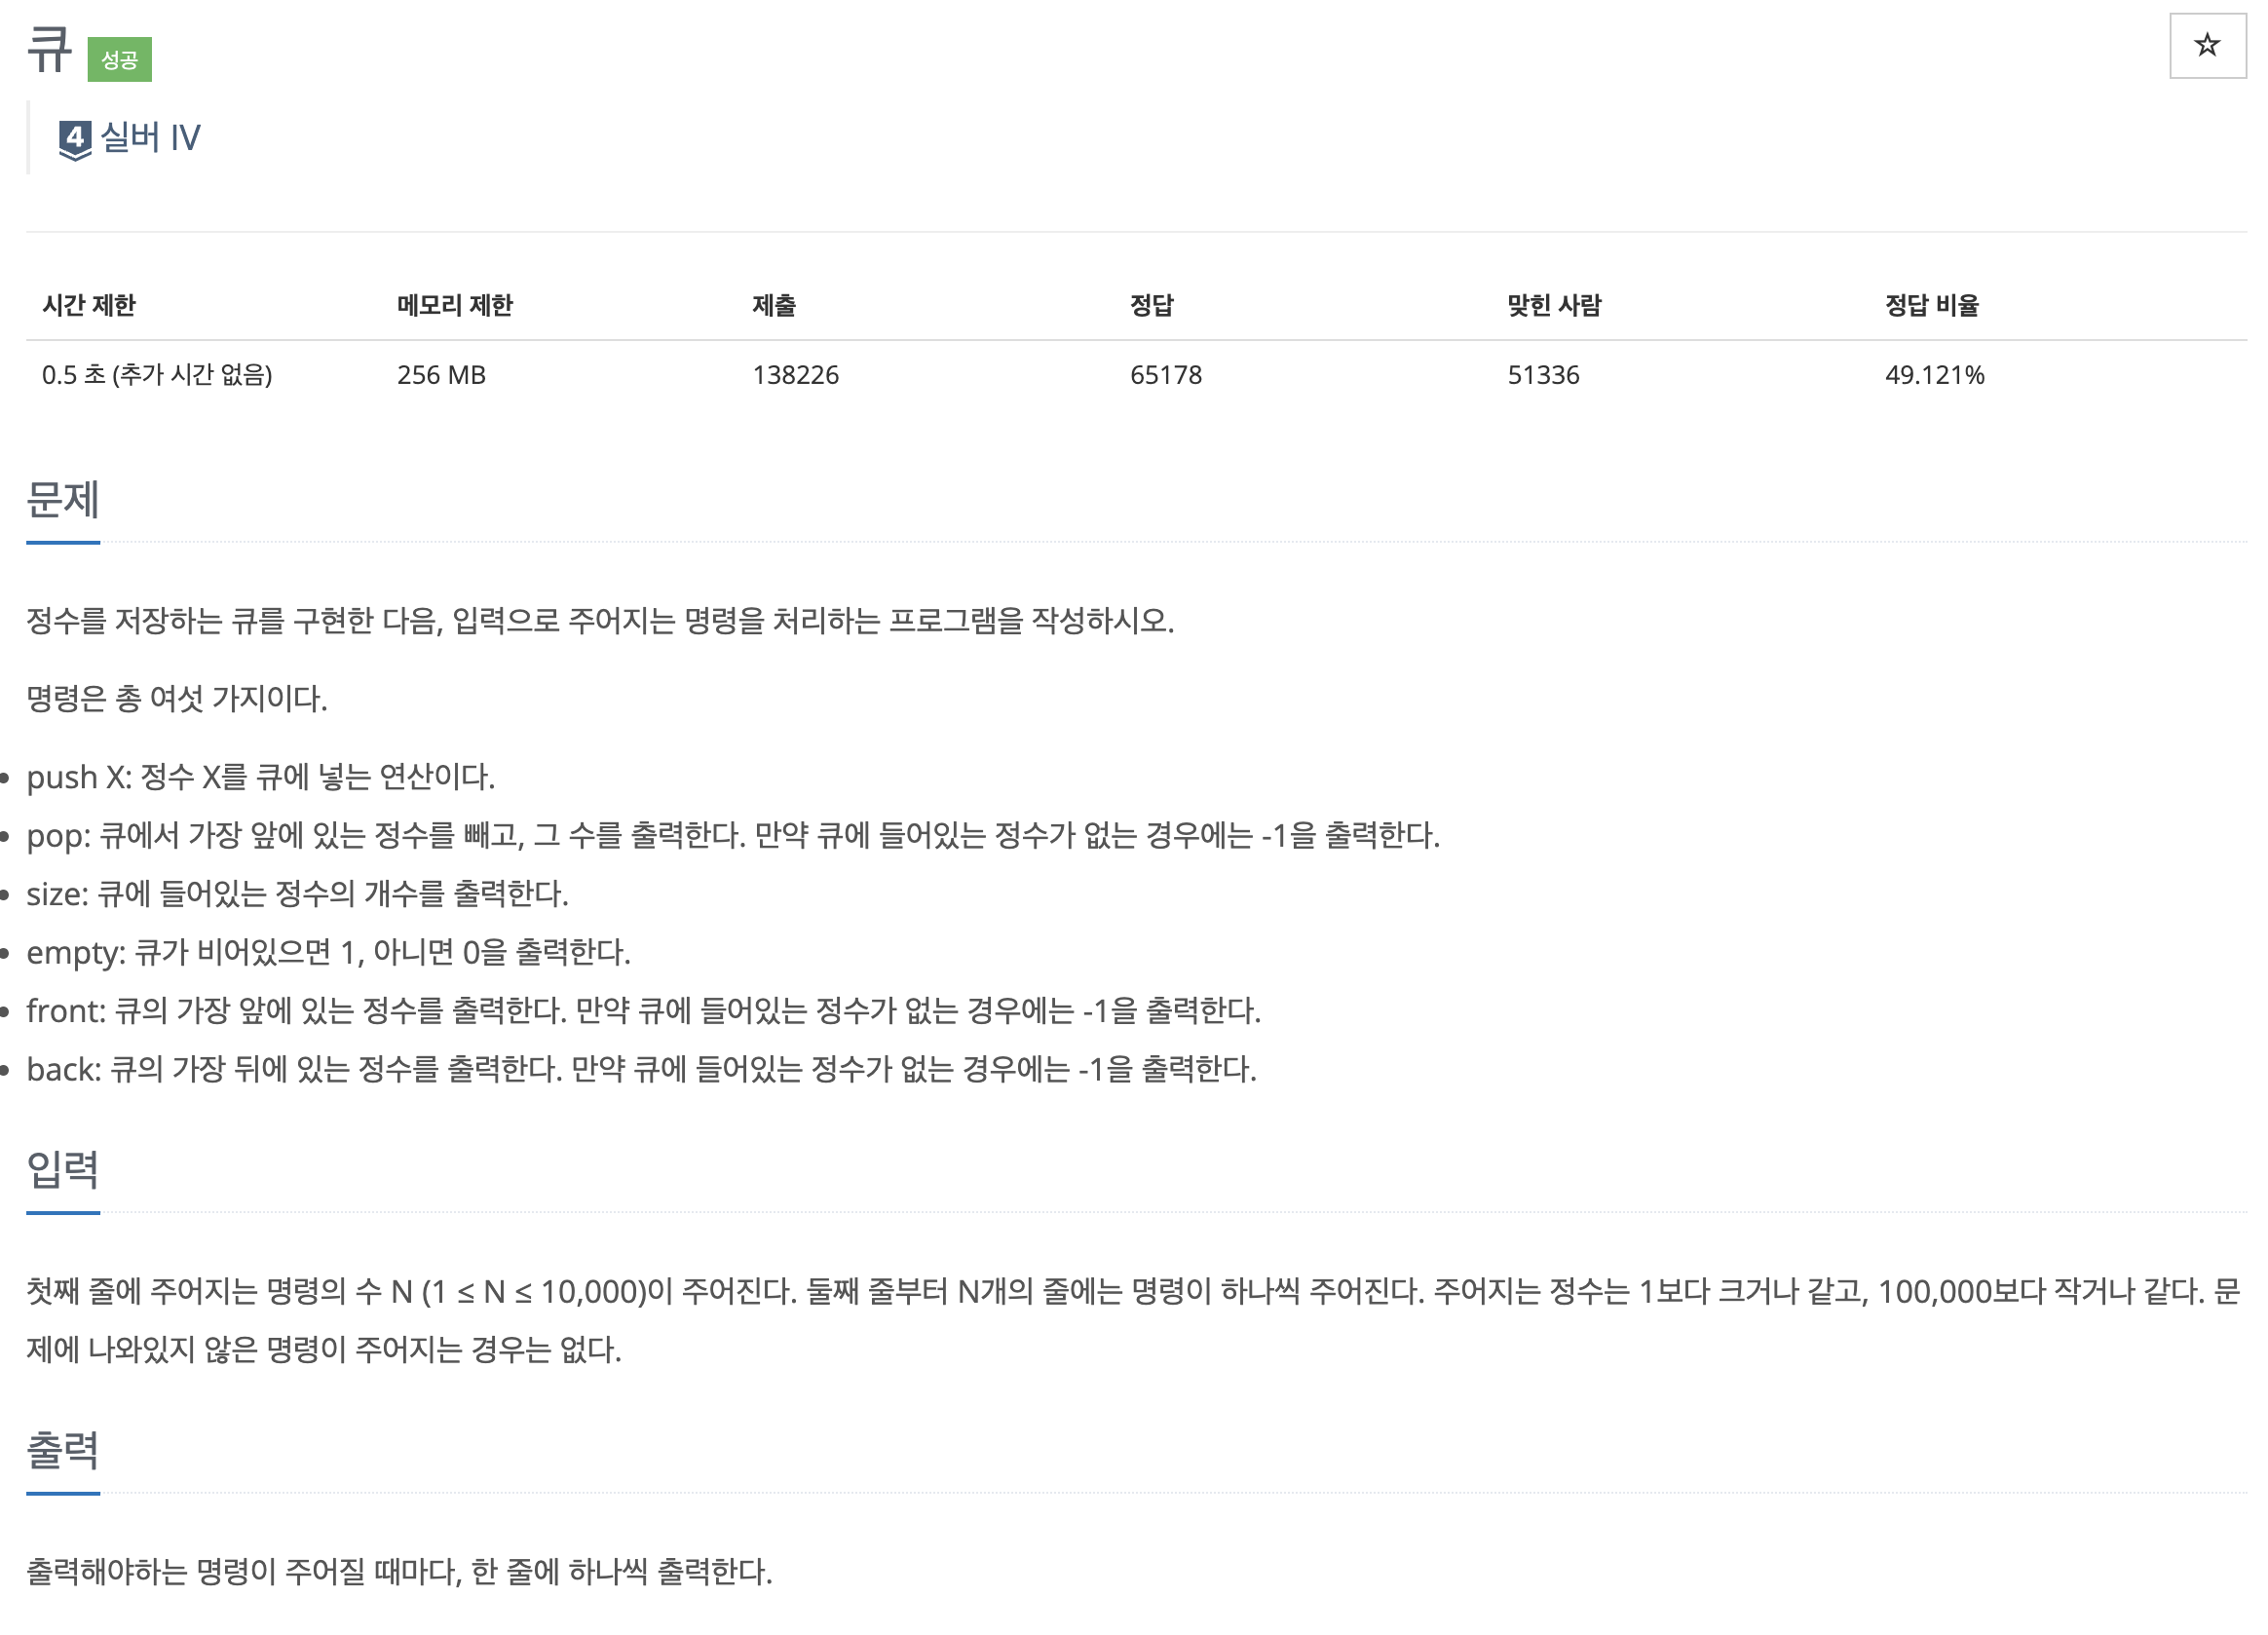 큐 성공
4 실버 IV
시간 제한 메모리 제한 제출 정답 맞힌 사람 정답 비율
0.5 초 (추가 시간 없음) 256 MB 138226 65178 51336 49.121%
문제
정수를 저장하는 큐를 구현한 다음, 입력으로 주어지는 명령을 처리하는 프로그램을 작성하시오.
명령은 총 여섯 가지이다.
• push X: 정수 X를 큐에 넣는 연산이다.
• pop: 큐에서 가장 앞에 있는 정수를 빼고, 그 수를 출력한다. 만약 큐에 들어있는 정수가 없는 경우에는 -1을 출력한다.
• size: 큐에 들어있는 정수의 개수를 출력한다.
• empty: 큐가 비어있으면 1, 아니면 0을 출력한다.
• front: 큐의 가장 앞에 있는 정수를 출력한다. 만약 큐에 들어있는 정수가 없는 경우에는 -1을 출력한다.
• back: 큐의 가장 뒤에 있는 정수를 출력한다. 만약 큐에 들어있는 정수가 없는 경우에는 -1을 출력한다.
입력
첫째 줄에 주어지는 명령의 수 N (1 ≤ N ≤ 10,000)이 주어진다. 둘째 줄부터 N개의 줄에는 명령이 하나씩 주어진다. 주어지는 정수는 1보다 크거나 같고, 100,000보다 작거나 같다. 문
제에 나와있지 않은 명령이 주어지는 경우는 없다.
출력
출력해야하는 명령이 주어질 때마다, 한 줄에 하나씩 출력한다.